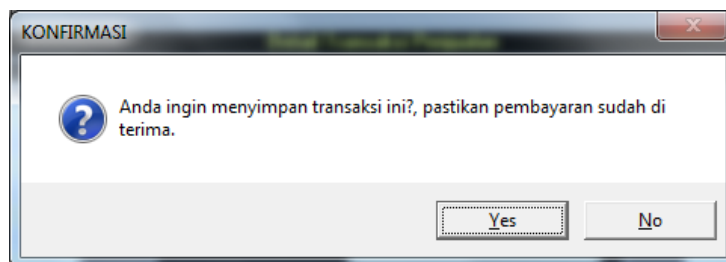 KONFIRMASI
Anda ingin menyimpan transaksi ini?, pastikan pembayaran sudah di
terima.
Yes
No